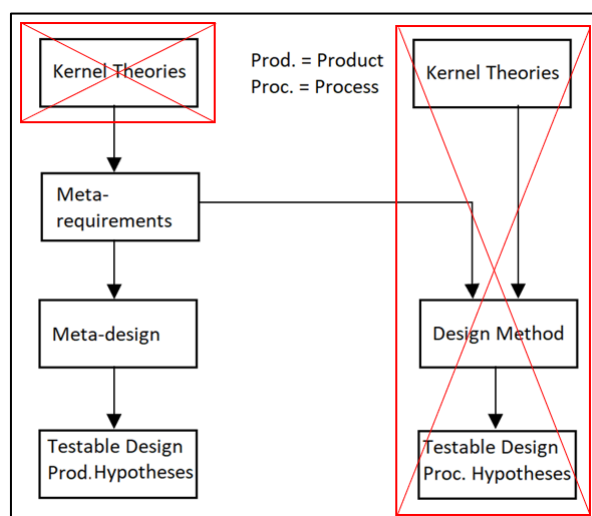 Kernel Theories
Prod. = Product
Proc. = Process
Kernel Theories
Meta-
requirements
Meta-design
Design Method
Testable Design
Prod. Hypotheses
Testable Design
Proc. Hypotheses